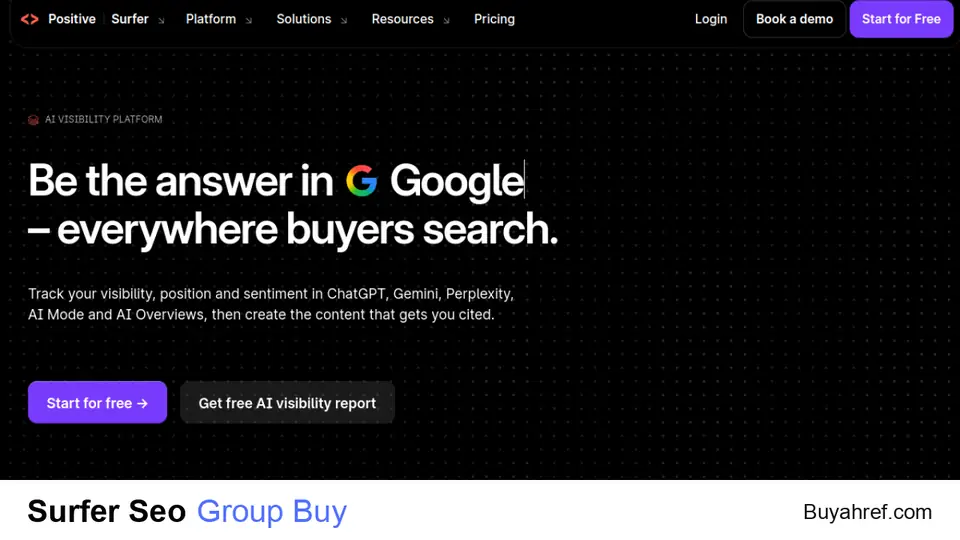 Positive Surfer Platform Solutions Resources Pricing Login Book a demo Start for Free
AI VISIBILITY PLATFORM
Be the answer in Google
– everywhere buyers search.
Track your visibility, position and sentiment in ChatGPT, Gemini, Perplexity,
AI Mode and AI Overviews, then create the content that gets you cited.
Start for free → Get free AI visibility report
Surfer Seo Group Buy Buyahref.com